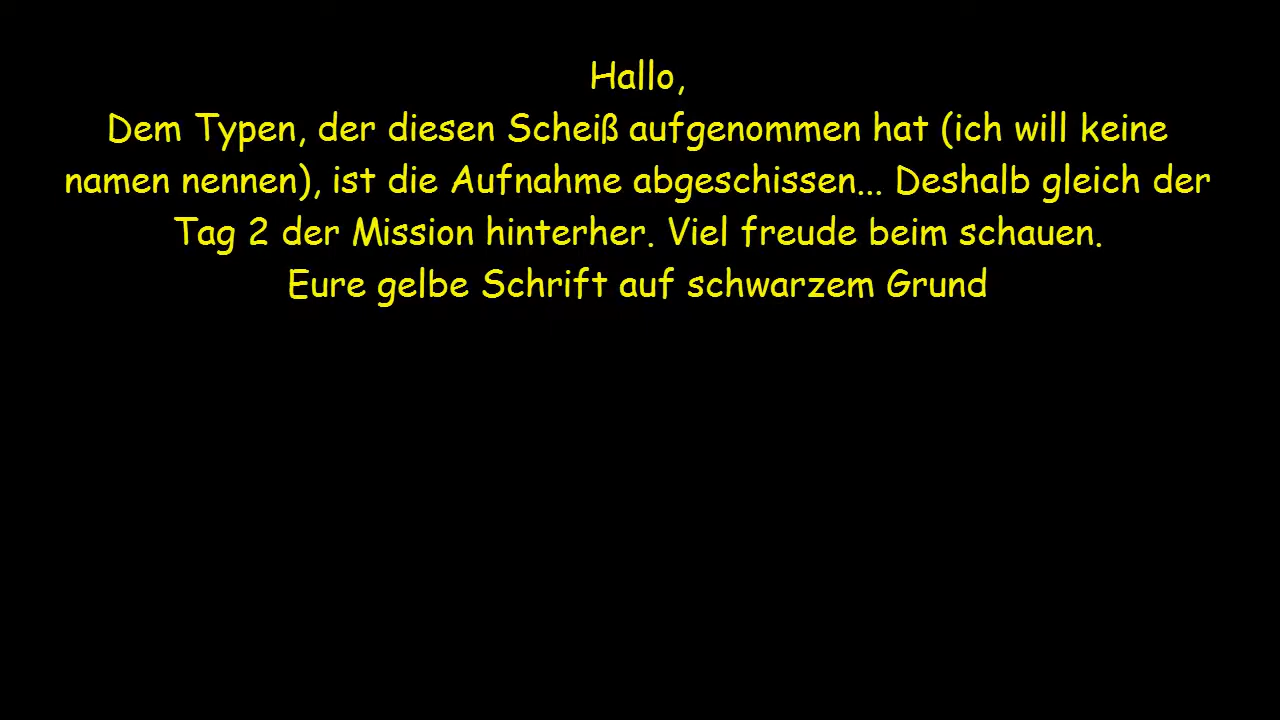 Hallo,
Dem Typen, der diesen Scheiß aufgenommen hat (ich will keine
namen nennen), ist die Aufnahme abgeschissen... Deshalb gleich der
Tag 2 der Mission hinterher. Viel freude beim schauen.
Eure gelbe Schrift auf schwarzem Grund